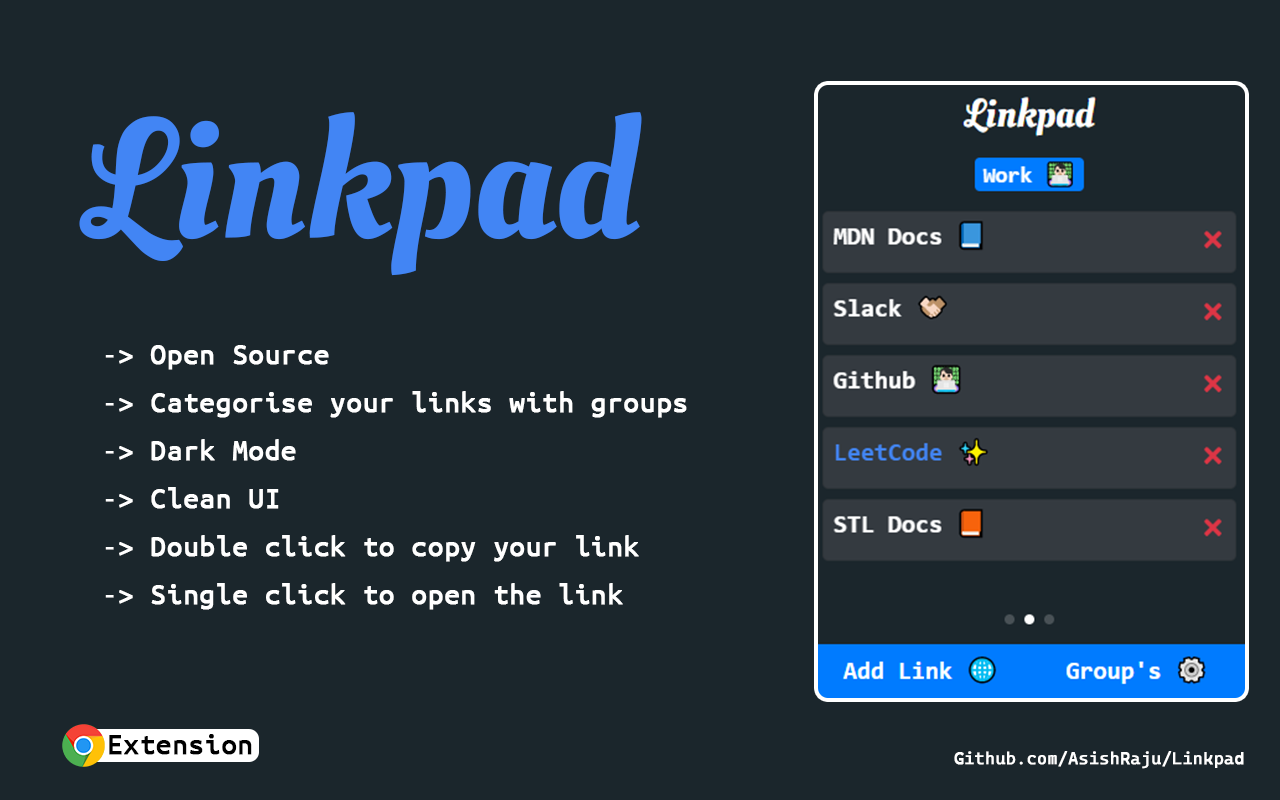 Linkpad
-> Open Source
-> Categorise your links with groups
-> Dark Mode
-> Clean UI
-> Double click to copy your link
-> Single click to open the link
Extension
Linkpad
Work
MDN Docs
Slack
Github
LeetCode
STL Docs
Add Link
Group's
Github.com/AsishRaju/Linkpad